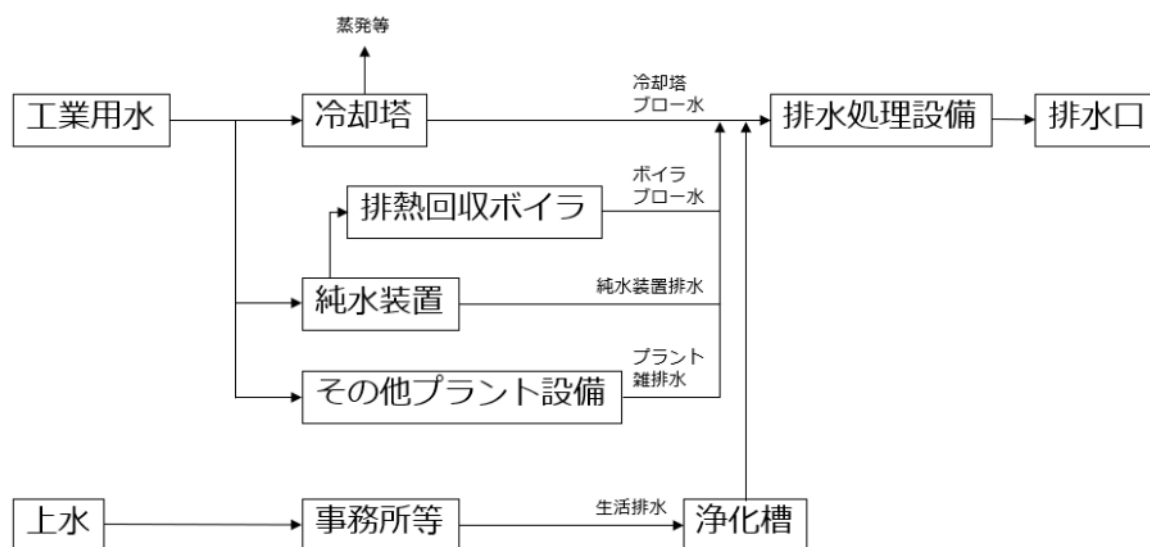 蒸発等
工業用水
冷却塔
冷却塔
ブロー水
排水処理設備
排水口
排熱回収ボイラ
ボイラ
ブロー水
純水装置
純水装置排水
その他プラント設備
プラント
雑排水
上水
事務所等
生活排水
浄化槽